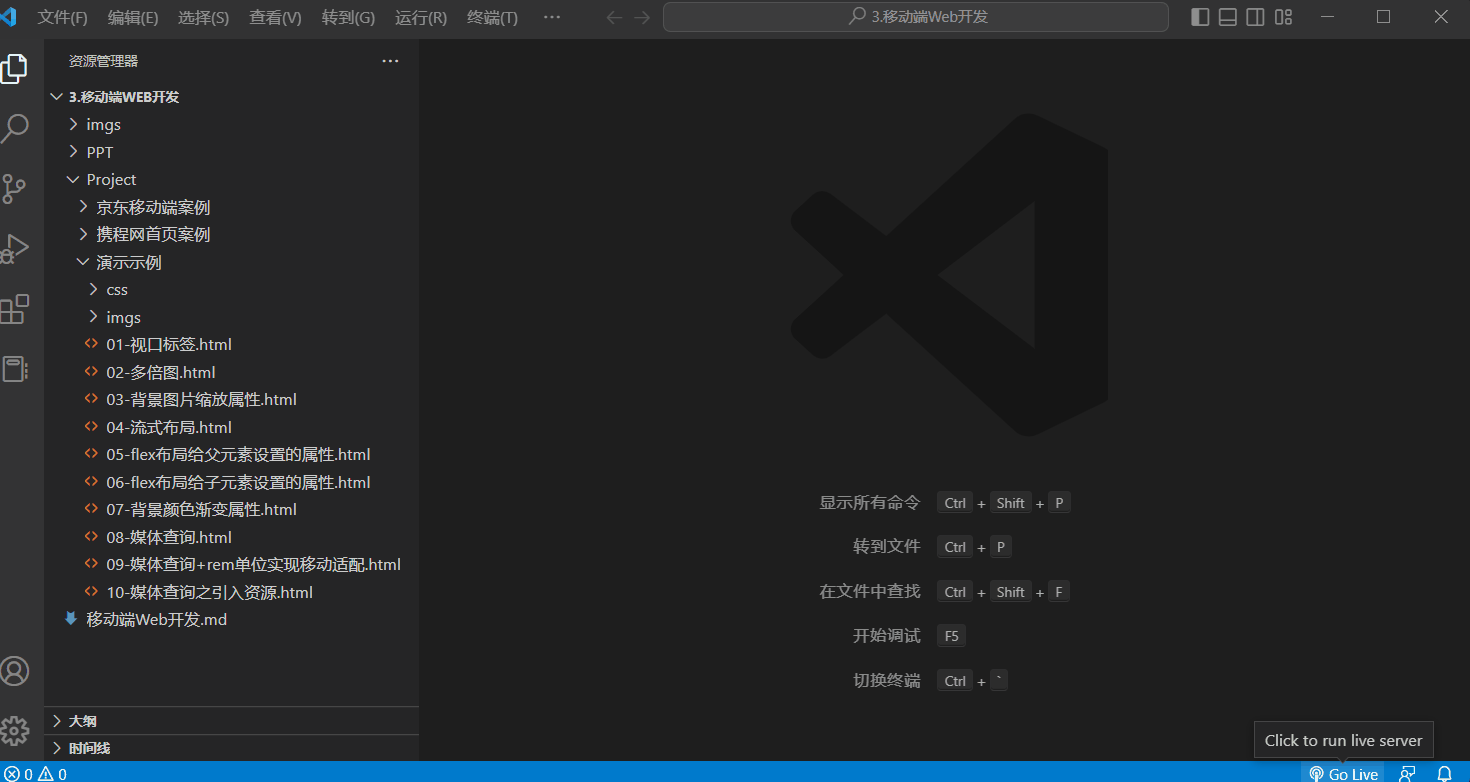 文件(F) 编辑(E) 选择(S) 查看(V) 转到(G) 运行(R) 终端(T) ··· 3.移动端Web开发
资源管理器 ···
3.移动端WEB开发
imgs
PPT
Project
京东移动端案例
携程网首页案例
演示示例
css
imgs
01-视口标签.html
02-多倍图.html
03-背景图片缩放属性.html
04-流式布局.html
05-flex布局给父元素设置的属性.html
06-flex布局给子元素设置的属性.html
07-背景颜色渐变属性.html
08-媒体查询.html
09-媒体查询+rem单位实现移动适配.html
10-媒体查询之引入资源.html
移动端Web开发.md
大纲
时间线
显示所有命令 Ctrl + Shift + P
转到文件 Ctrl + P
在文件中查找 Ctrl + Shift + F
开始调试 F5
切换终端 Ctrl + `
Click to run live server
0 0 Go Live